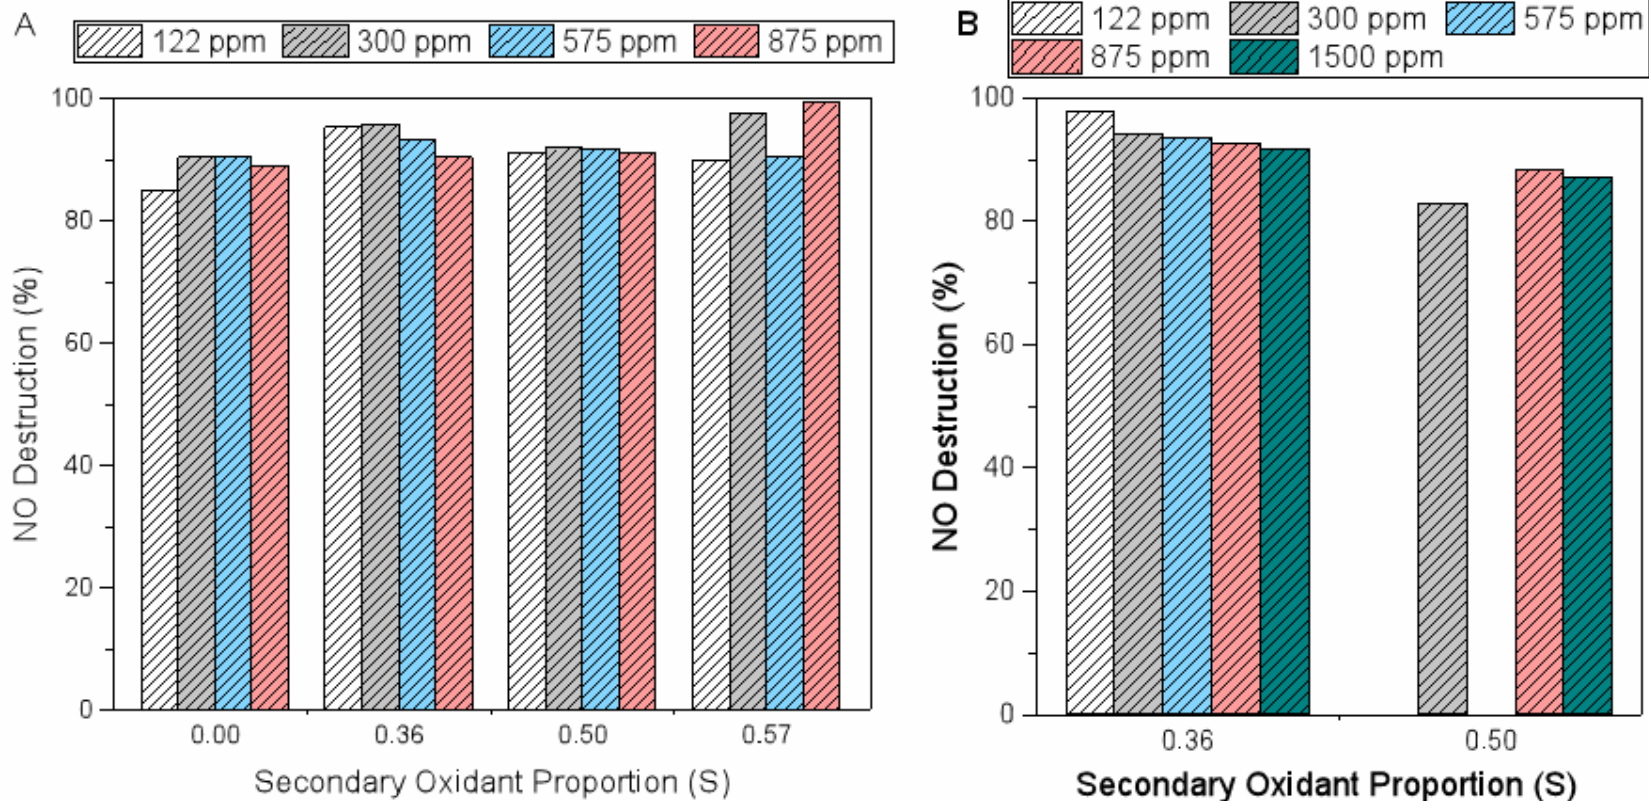 A
122 ppm 300 ppm 575 ppm 875 ppm
100
80
60
40
20
0
NO Destruction (%)
0.00 0.36 0.50 0.57
Secondary Oxidant Proportion (S)
B
122 ppm 300 ppm 575 ppm
875 ppm 1500 ppm
100
80
60
40
20
0
NO Destruction (%)
0.36 0.50
Secondary Oxidant Proportion (S)